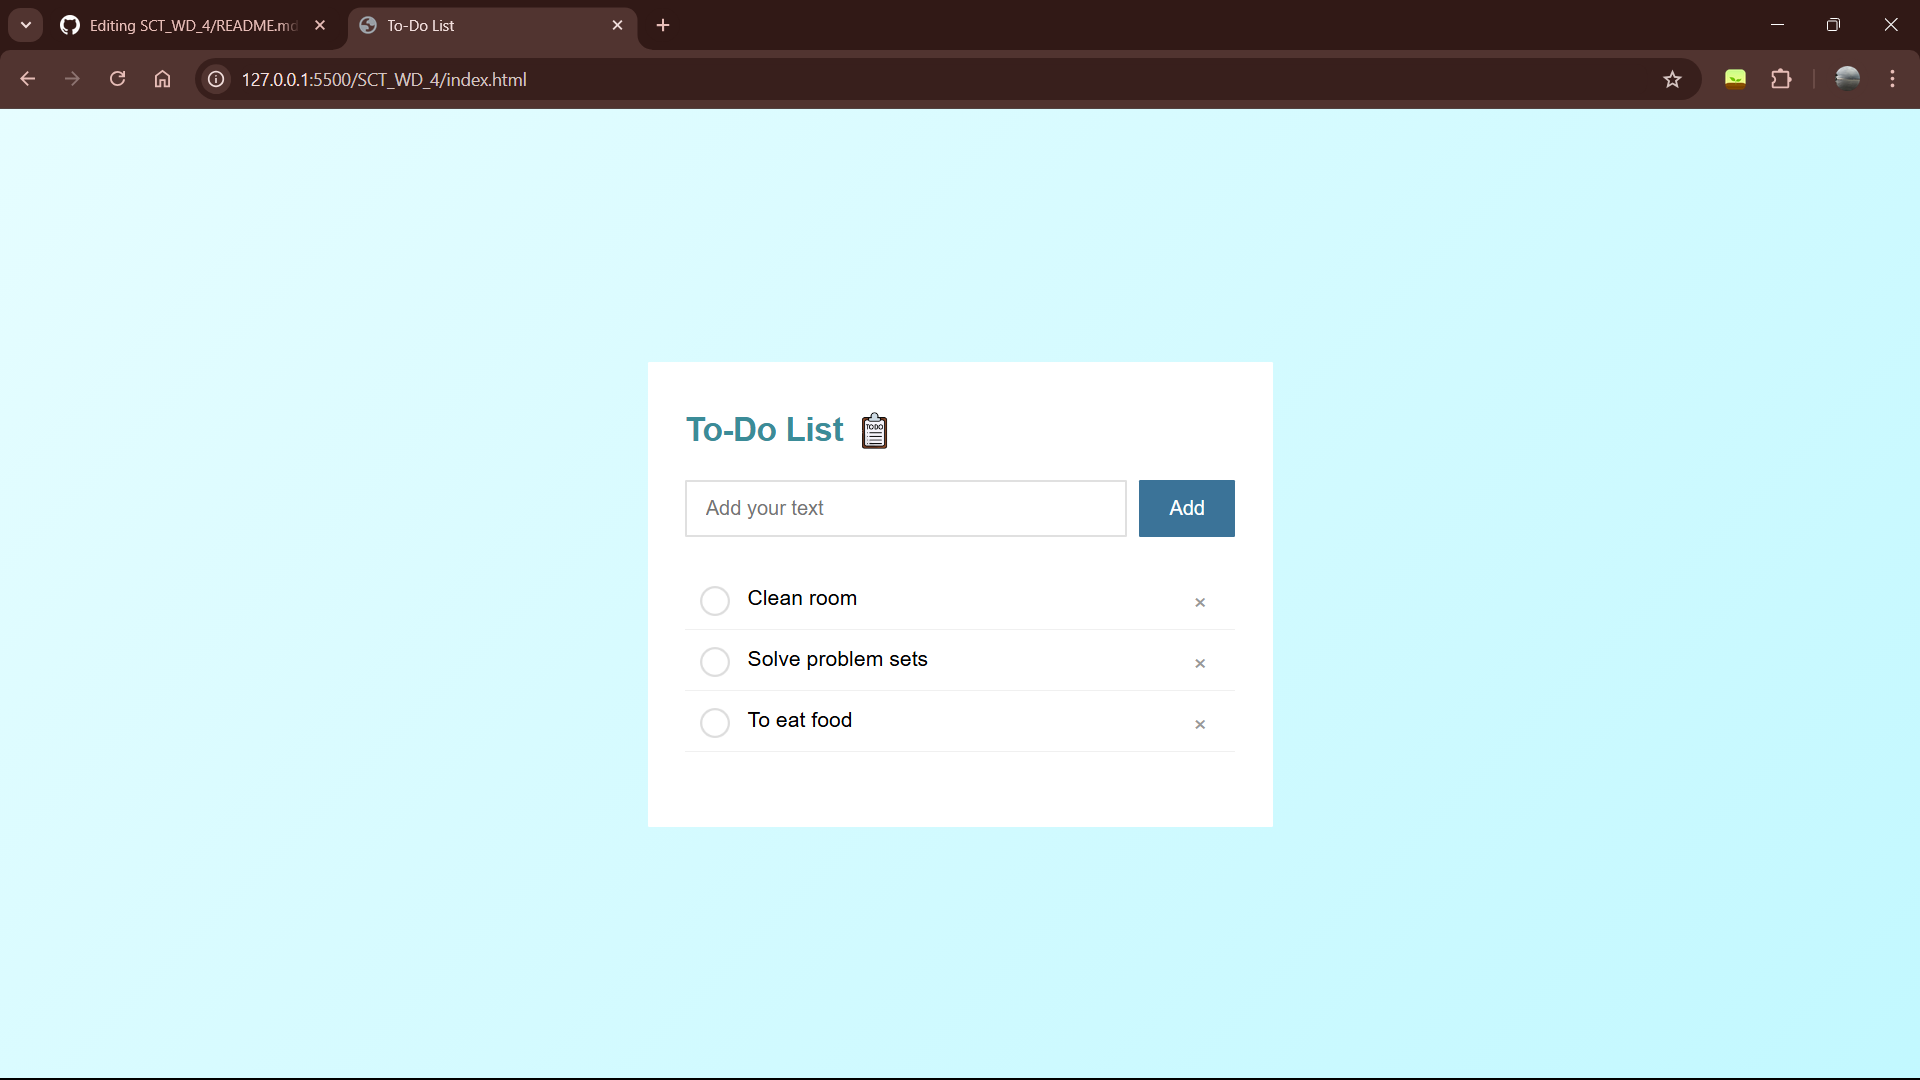 Editing SCT_WD_4/README.md
To-Do List
127.0.0.1:5500/SCT_WD_4/index.html
To-Do List
TODO
Add your text
Add
Clean room
Solve problem sets
To eat food